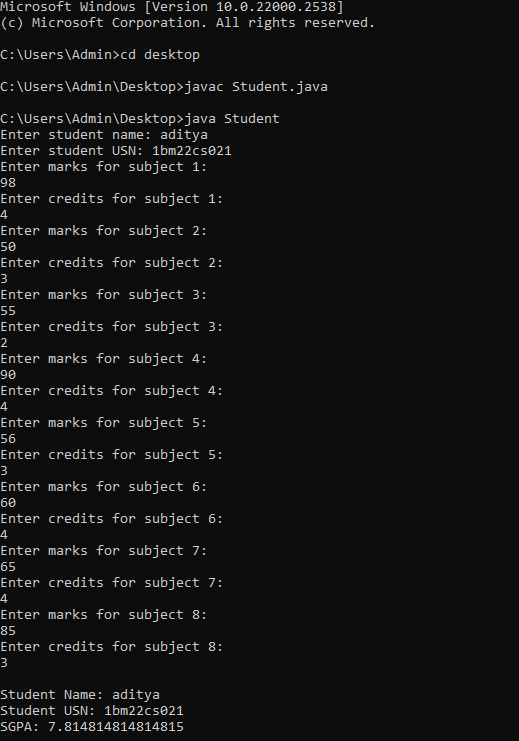 Microsoft Windows [Version 10.0.22000.2538]
(c) Microsoft Corporation. All rights reserved.
C:\Users\Admin>cd desktop
C:\Users\Admin\Desktop>javac Student.java
C:\Users\Admin\Desktop>java Student
Enter student name: aditya
Enter student USN: 1bm22cs021
Enter marks for subject 1:
98
Enter credits for subject 1:
4
Enter marks for subject 2:
50
Enter credits for subject 2:
3
Enter marks for subject 3:
55
Enter credits for subject 3:
2
Enter marks for subject 4:
90
Enter credits for subject 4:
4
Enter marks for subject 5:
56
Enter credits for subject 5:
3
Enter marks for subject 6:
60
Enter credits for subject 6:
4
Enter marks for subject 7:
65
Enter credits for subject 7:
4
Enter marks for subject 8:
85
Enter credits for subject 8:
3
Student Name: aditya
Student USN: 1bm22cs021
SGPA: 7.814814814814815